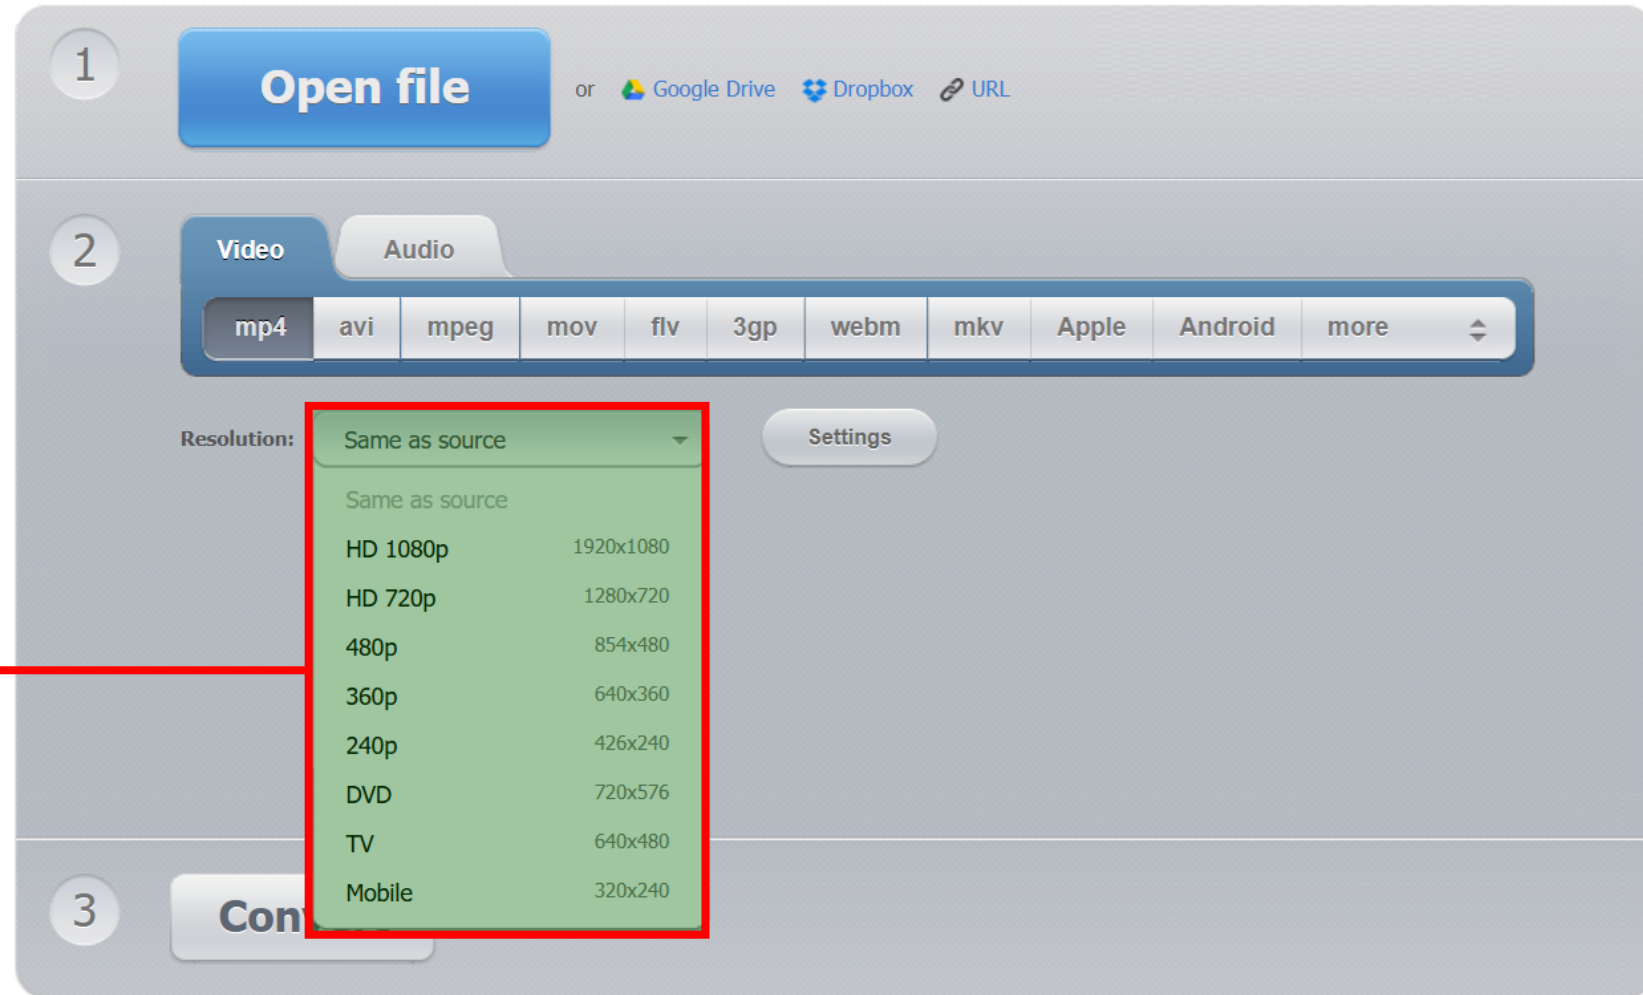 1
Open file
or Google Drive Dropbox URL
2
Video Audio
mp4 avi mpeg mov flv 3gp webm mkv Apple Android more
Resolution: Same as source Settings
Same as source
HD 1080p 1920x1080
HD 720p 1280x720
480p 854x480
360p 640x360
240p 426x240
DVD 720x576
TV 640x480
Mobile 320x240
3